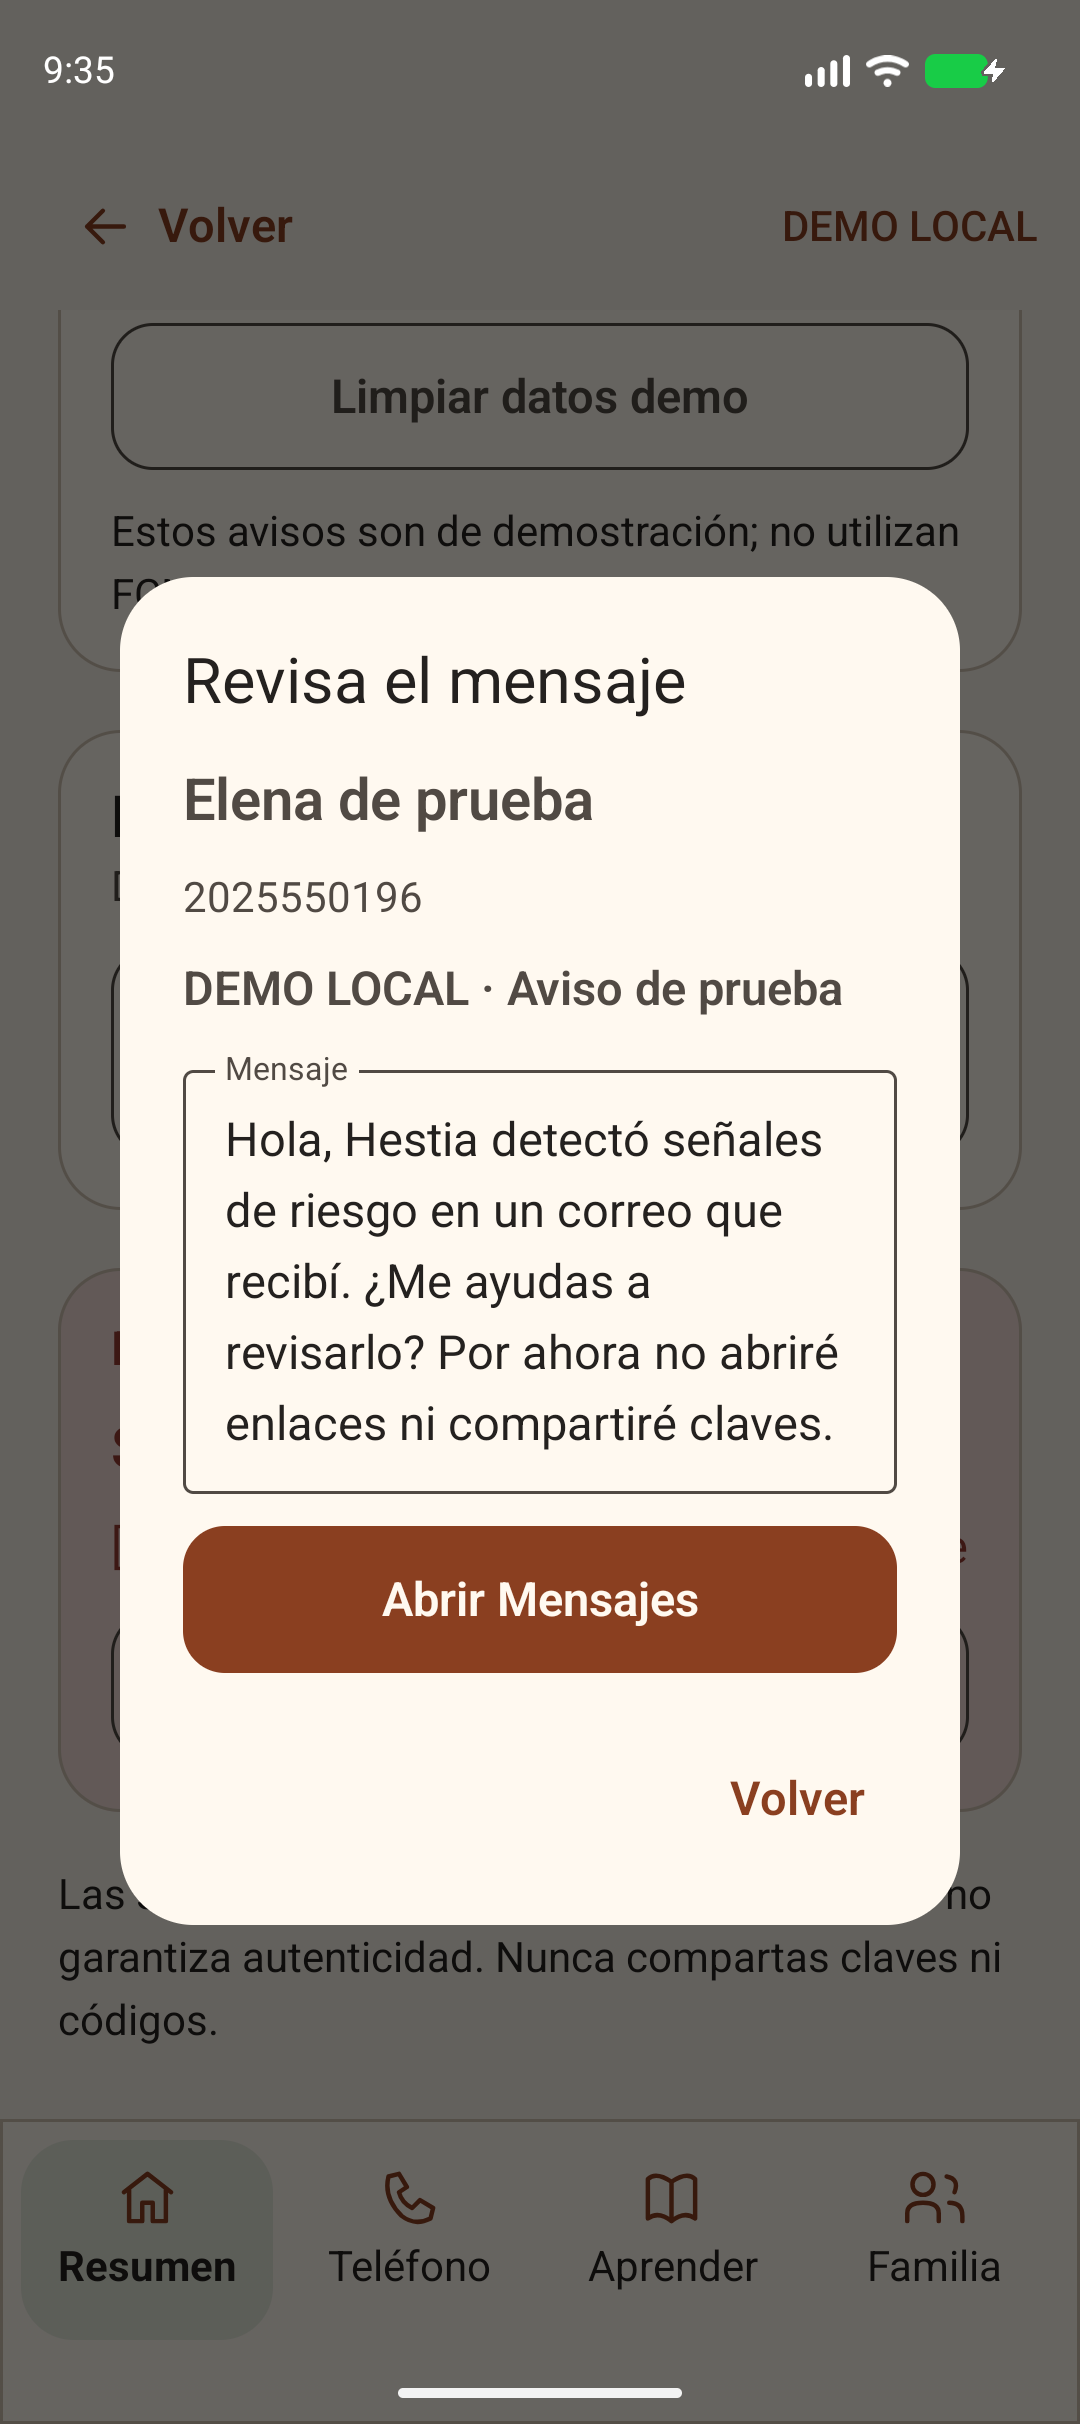 9:35
Volver
DEMO LOCAL
Limpiar datos demo
Estos avisos son de demostración; no utilizan
Revisa el mensaje
Elena de prueba
2025550196
DEMO LOCAL · Aviso de prueba
Mensaje
Hola, Hestia detectó señales
de riesgo en un correo que
recibí. ¿Me ayudas a
revisarlo? Por ahora no abriré
enlaces ni compartiré claves.
Abrir Mensajes
Volver
Las no
garantiza autenticidad. Nunca compartas claves ni
códigos.
Resumen
Teléfono
Aprender
Familia